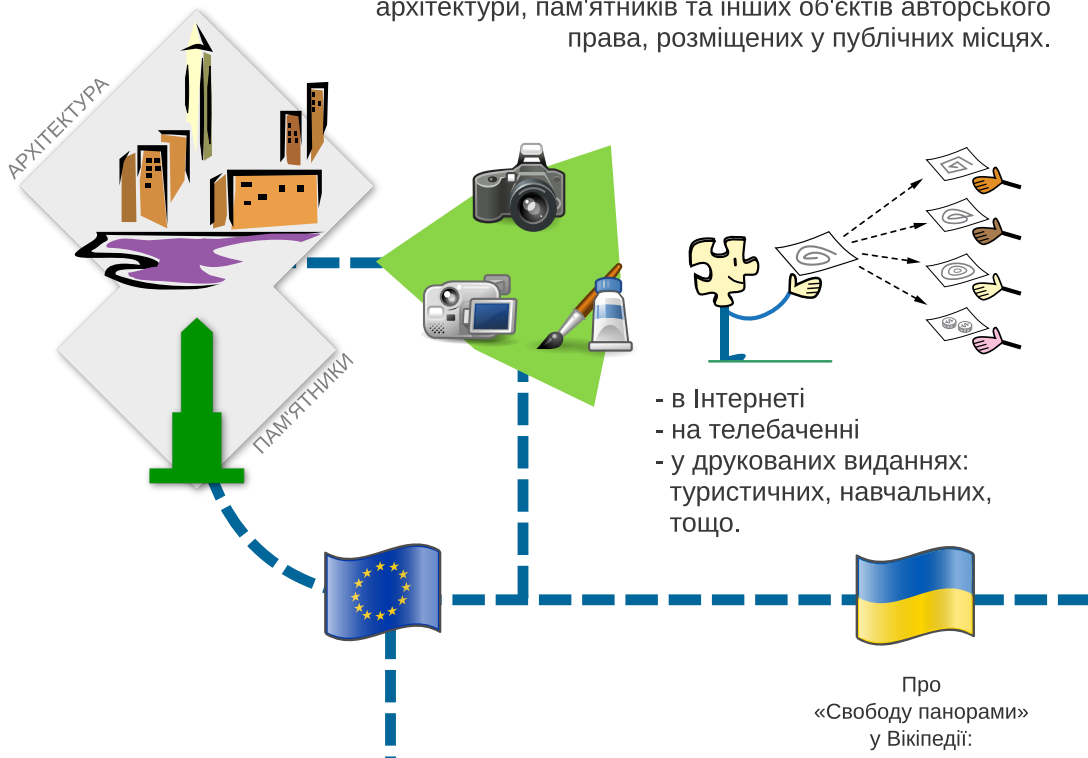 архітектури, пам'ятників та інших об'єктів авторського
права, розміщених у публічних місцях.
АРХІТЕКТУРА
ПАМ'ЯТНИКИ
- в Інтернеті
- на телебаченні
- у друкованих виданнях:
туристичних, навчальних,
тощо.
Про
«Свободу панорами»
у Вікіпедії: